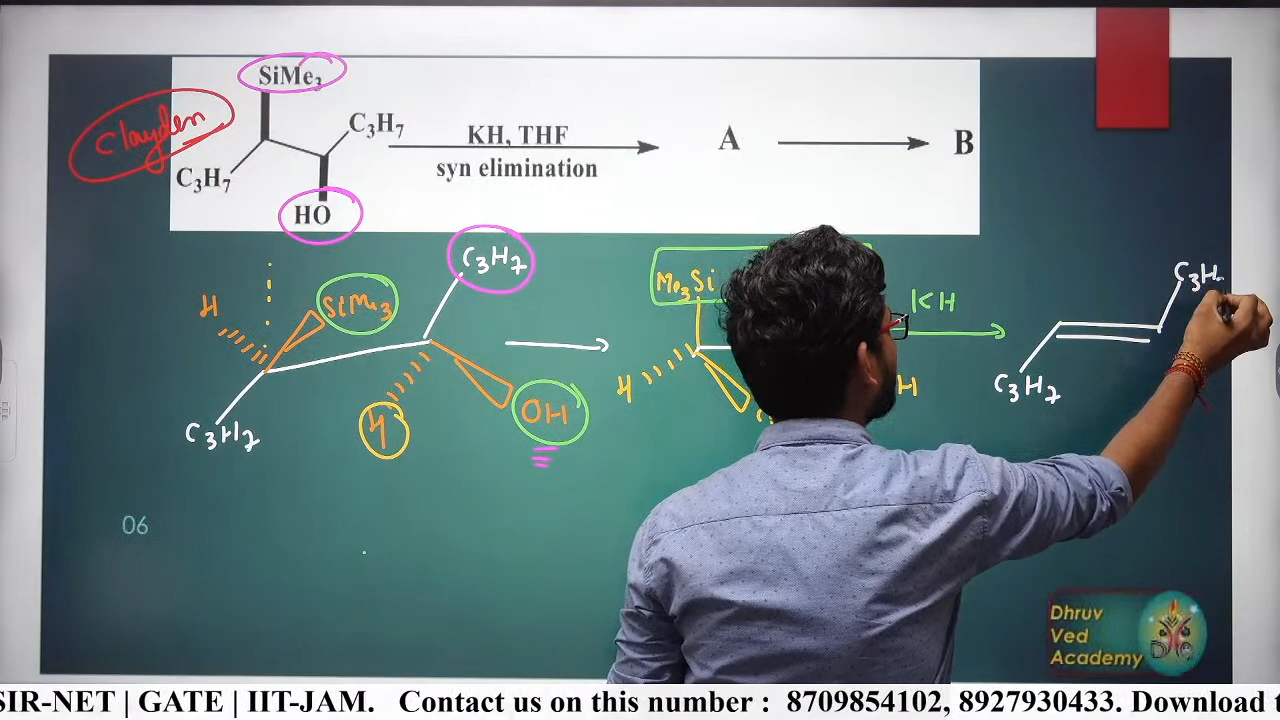 SiMe3
Clayden
C3H7
C3H7
HO
KH, THF
syn elimination
A
B
C3H7
H
SiMe3
C3H7
H
OH
Me3Si
H
H
KH
C3H7
C3H
06
Dhruv
Ved
Academy
SIR-NET | GATE | IIT-JAM. Contact us on this number : 8709854102, 8927930433. Download